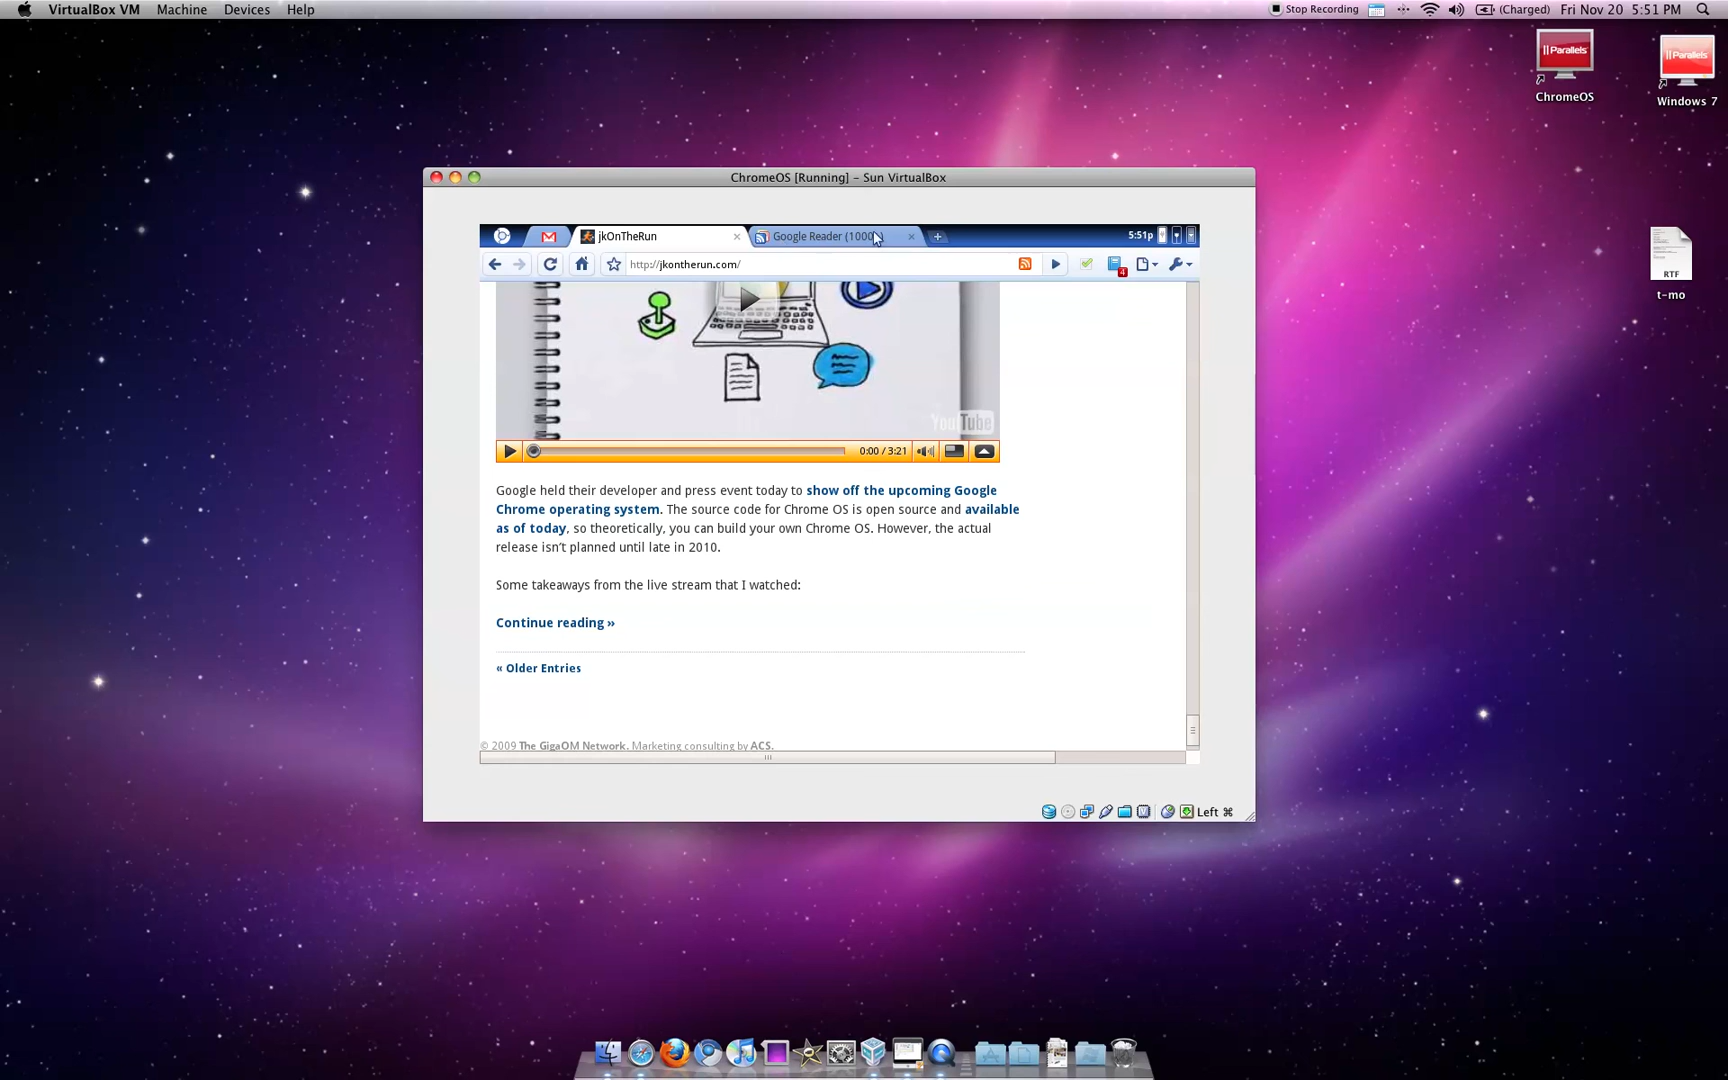 VirtualBox VM Machine Devices Help Stop Recording (Charged) Fri Nov 20 5:51 PM
Parallels
ChromeOS
Parallels
Windows 7
RTF
t-mo
ChromeOS [Running] – Sun VirtualBox
jkOnTheRun Google Reader (1000 5:51p
http://jkontherun.com/
4
YouTube
0:00 / 3:21
Google held their developer and press event today to show off the upcoming Google
Chrome operating system. The source code for Chrome OS is open source and available
as of today, so theoretically, you can build your own Chrome OS. However, the actual
release isn’t planned until late in 2010.
Some takeaways from the live stream that I watched:
Continue reading »
« Older Entries
© 2009 The GigaOM Network. Marketing consulting by ACS.
Left ⌘